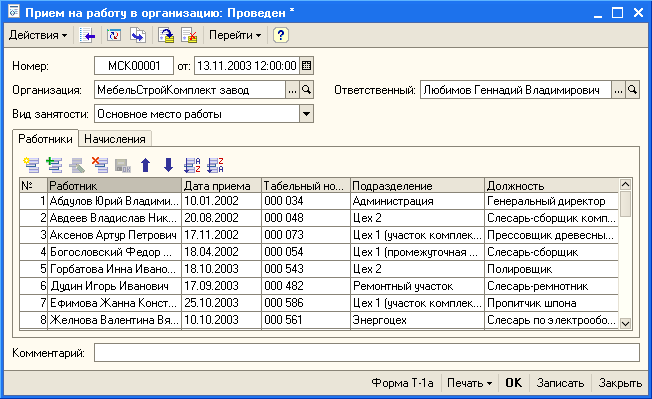 Прием на работу в организацию: Проведен *
Действия Перейти ?
Номер: МСК00001 от: 13.11.2003 12:00:00
Организация: МебельСтройКомплект завод ... Ответственный: Любимов Геннадий Владимирович ...
Вид занятости: Основное место работы
Работники Начисления
№ Работник Дата приема Табельный но... Подразделение Должность
1 Абдулов Юрий Владими... 10.01.2002 000 034 Администрация Генеральный директор
2 Авдеев Владислав Ник... 20.08.2002 000 048 Цех 2 Слесарь-сборщик комп...
3 Аксенов Артур Петрович 17.11.2002 000 073 Цех 1 (участок комплек... Прессовщик древесны...
4 Богословский Федор ... 18.04.2002 000 054 Цех 1 (промежуточная ... Слесарь-сборщик
5 Горбатова Инна Ивано... 18.10.2003 000 543 Цех 2 Полировщик
6 Дудин Игорь Иванович 17.09.2003 000 482 Ремонтный участок Слесарь-ремонтник
7 Ефимова Жанна Конст... 25.10.2003 000 586 Цех 1 (участок комплек... Пропитчик шпона
8 Желнова Валентина Вя... 10.10.2003 000 561 Энергоцех Слесарь по электрообо...
Комментарий:
Форма Т-1а Печать OK Записать Закрыть